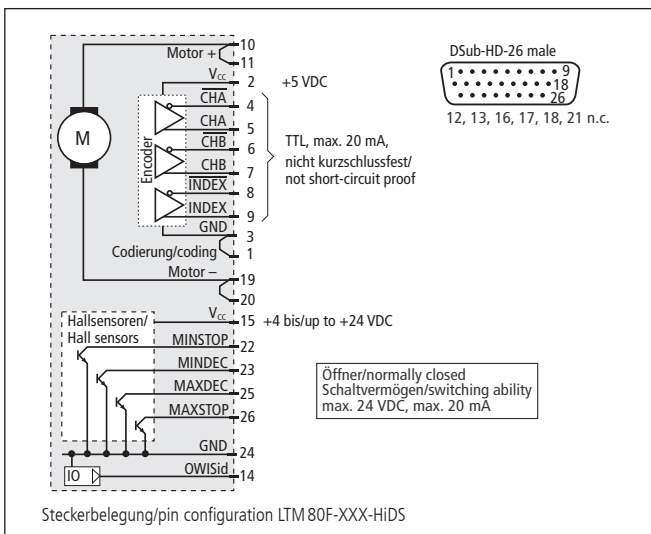 Motor + 10
11
V_CC 2 +5 VDC
CHA 4
CHA 5
CHB 6
CHB 7
INDEX 8
INDEX 9
GND 3
Codierung/coding 1
Motor – 19
20
M
Encoder
TTL, max. 20 mA,
nicht kurzschlussfest/
not short-circuit proof
DSub-HD-26 male
1 9
18
26
12, 13, 16, 17, 18, 21 n.c.
V_CC 15 +4 bis/up to +24 VDC
Hallsensoren/
Hall sensors
MINSTOP 22
MINDEC 23
MAXDEC 25
MAXSTOP 26
GND 24
IO OWISid 14
Öffner/normally closed
Schaltvermögen/switching ability
max. 24 VDC, max. 20 mA
Steckerbelegung/pin configuration LTM 80F-XXX-HiDS